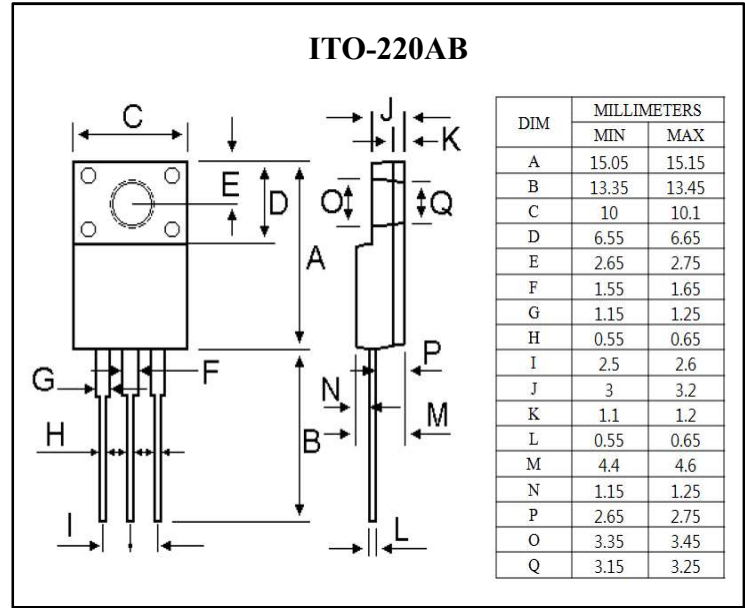 ITO-220AB
C
J
K
E
D
O
Q
A
G
F
P
N
M
H
B
I
L
DIM MILLIMETERS
MIN MAX
A 15.05 15.15
B 13.35 13.45
C 10 10.1
D 6.55 6.65
E 2.65 2.75
F 1.55 1.65
G 1.15 1.25
H 0.55 0.65
I 2.5 2.6
J 3 3.2
K 1.1 1.2
L 0.55 0.65
M 4.4 4.6
N 1.15 1.25
P 2.65 2.75
O 3.35 3.45
Q 3.15 3.25